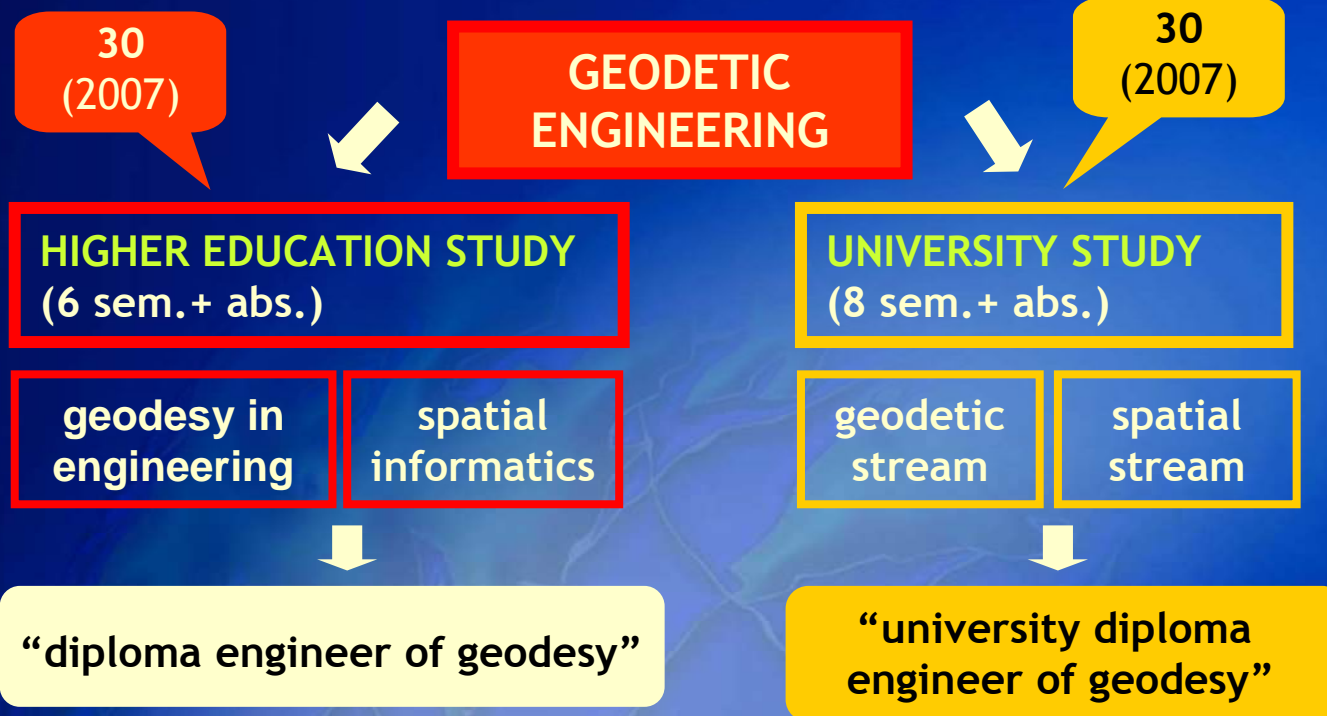 30
(2007)
GEODETIC
ENGINEERING
30
(2007)
HIGHER EDUCATION STUDY
(6 sem.+ abs.)
UNIVERSITY STUDY
(8 sem.+ abs.)
geodesy in
engineering
spatial
informatics
geodetic
stream
spatial
stream
“diploma engineer of geodesy”
“university diploma
engineer of geodesy”